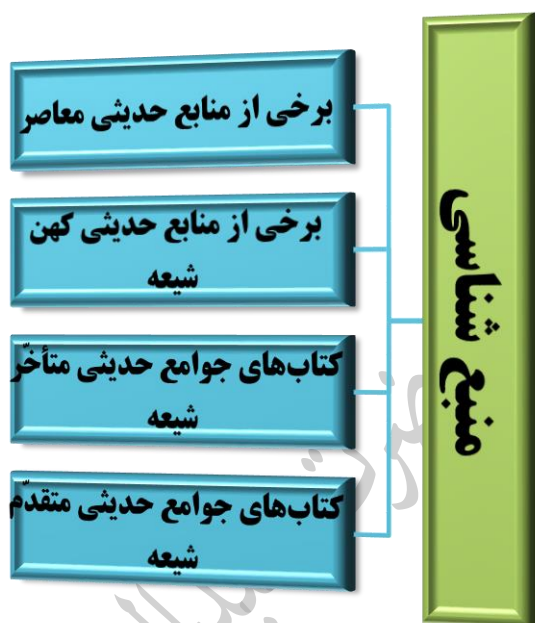 منبع شناسی
برخی از منابع حدیثی معاصر
برخی از منابع حدیثی کهن
شیعه
کتاب‌های جوامع حدیثی متأخّر
شیعه
کتاب‌های جوامع حدیثی متقدّم
شیعه